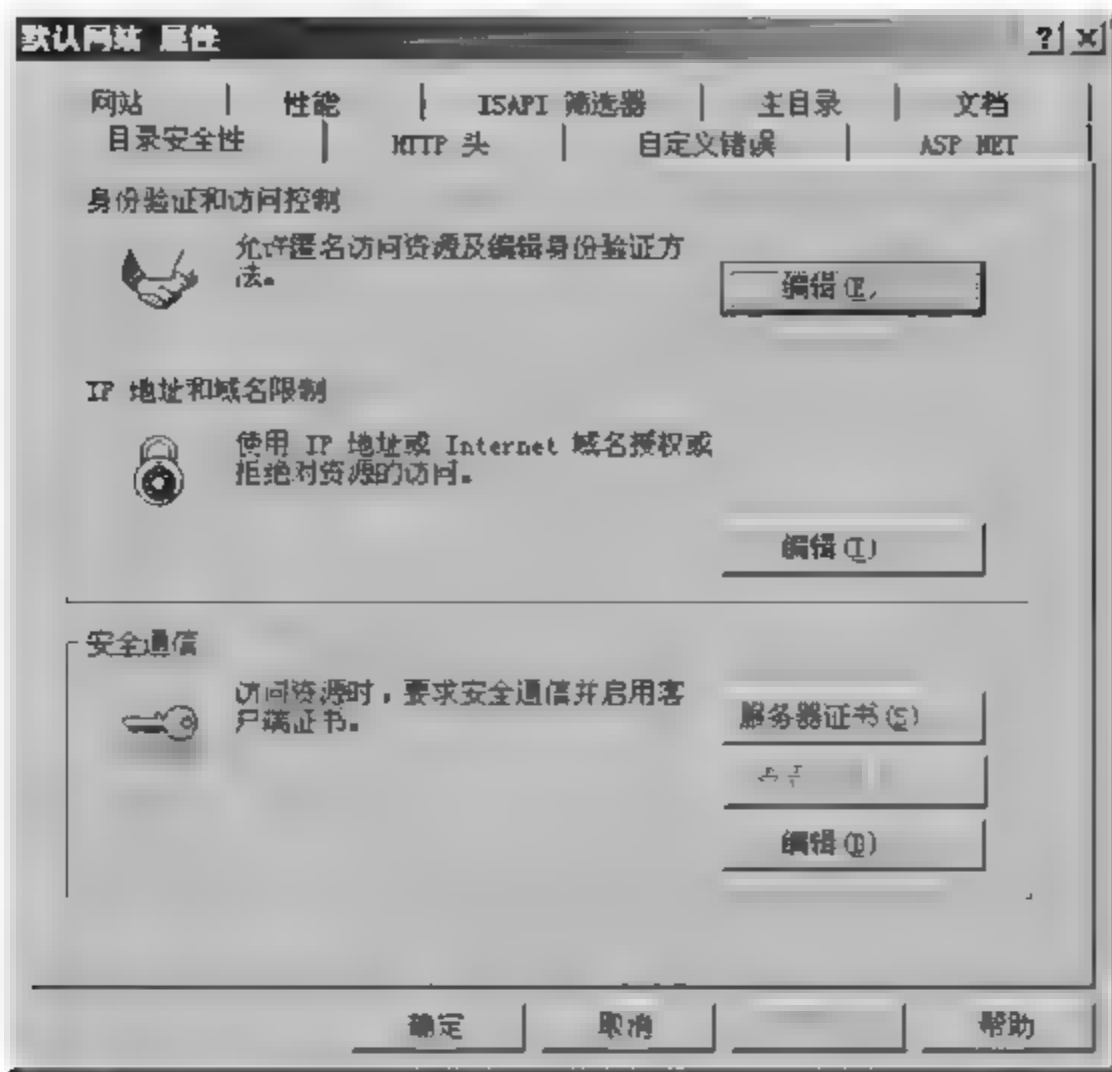 默认网站 属性
网站 性能 ISAPI 筛选器 主目录 文档
目录安全性 HTTP 头 自定义错误 ASP NET
身份验证和访问控制
允许匿名访问资源及编辑身份验证方
法。
编辑(E)
IP 地址和域名限制
使用 IP 地址或 Internet 域名授权或
拒绝对资源的访问。
编辑(I)
安全通信
访问资源时,要求安全通信并启用客
户端证书。
服务器证书(S)
编辑(D)
确定 取消 帮助